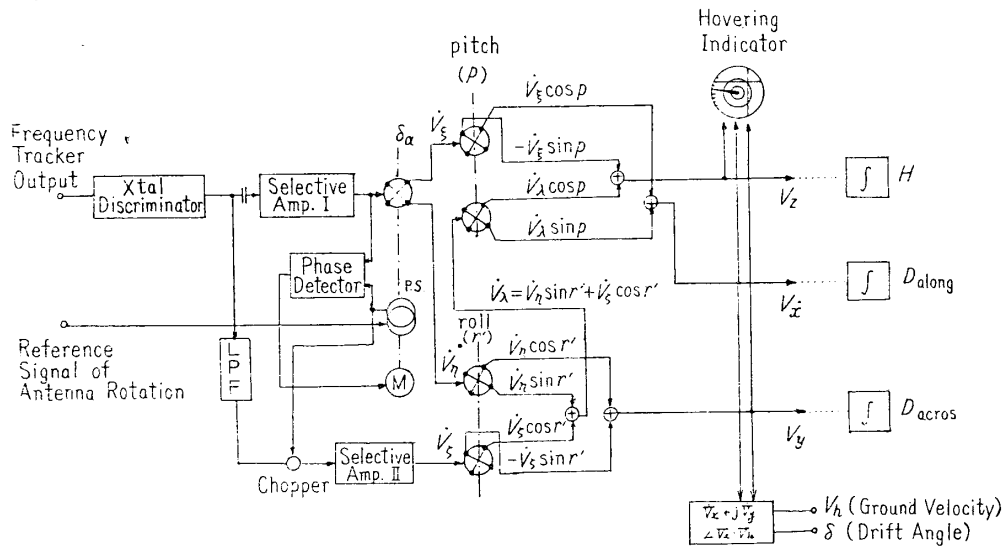 Hovering
Indicator
pitch
(p)
V̇ξ cos p
Frequency
Tracker
Output
δα
V̇ξ
-V̇ξ sin p
Xtal
Discriminator
Selective
Amp. I
V̇λ cos p
Vz
∫
H
V̇λ sin p
Phase
Detector
P.S
V̇λ = V̇η sin r' + V̇ζ cos r'
Vẋ
∫
Dalong
Reference
Signal of
Antenna Rotation
roll
(r')
LPF
M
V̇η
V̇η cos r'
V̇η sin r'
Vy
∫
Dacros
V̇ζ cos r'
Chopper
Selective
Amp. II
V̇ζ
-V̇ζ sin r'
V̇x + j V̇y
Vh (Ground Velocity)
δ (Drift Angle)